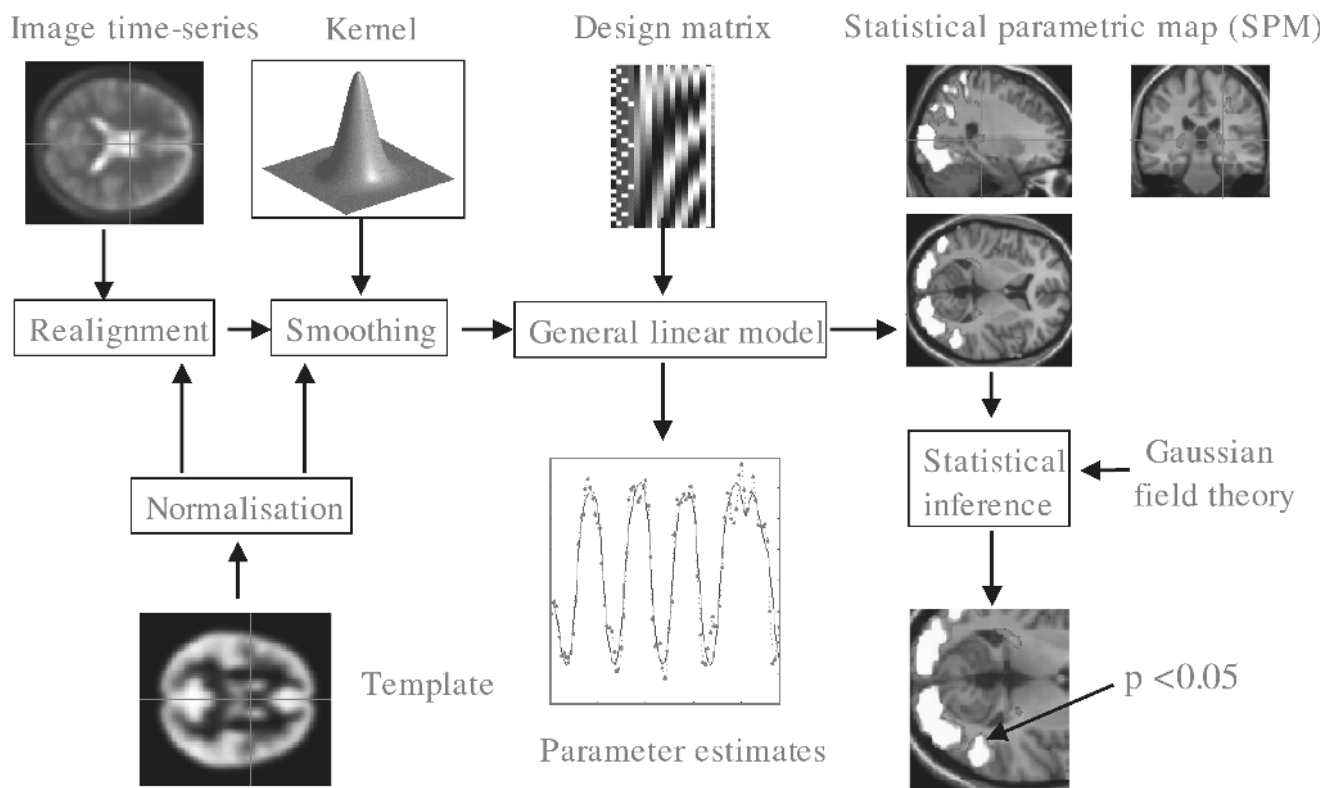 Image time-series
Kernel
Design matrix
Statistical parametric map (SPM)
Realignment
Smoothing
General linear model
Normalisation
Statistical
inference
Gaussian
field theory
Template
Parameter estimates
p <0.05